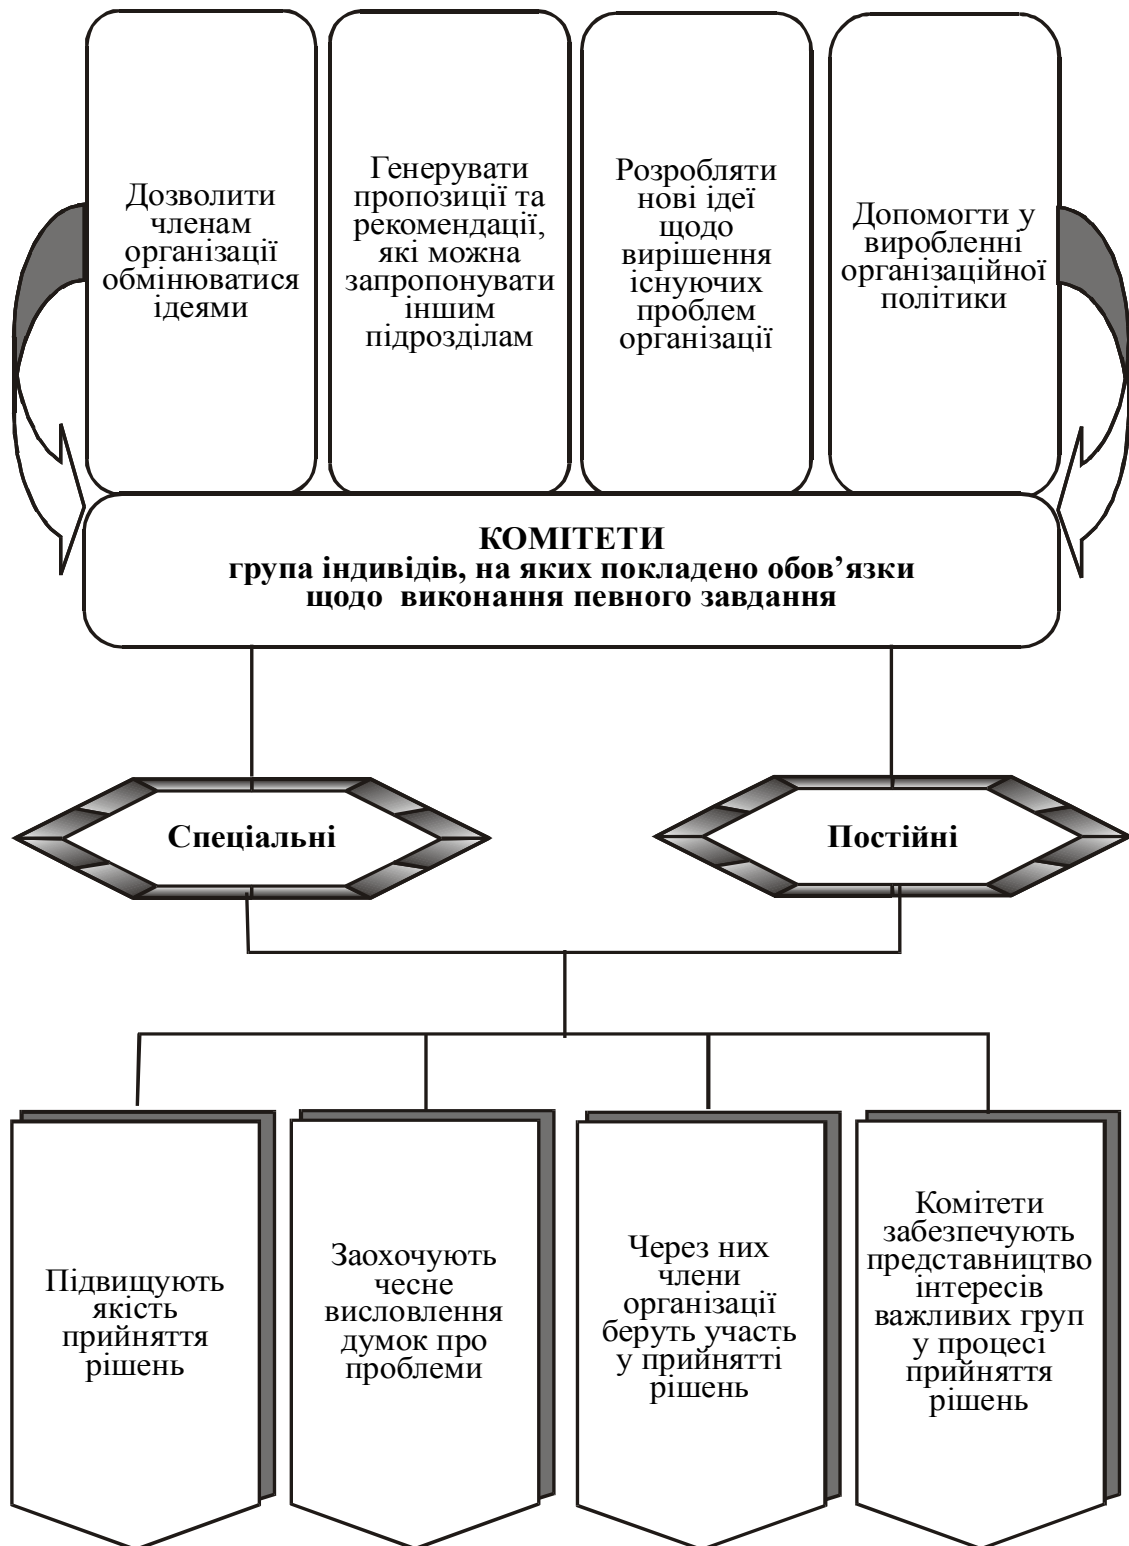 Дозволити
членам
організації
обмінюватися
ідеями
Генерувати
пропозиції та
рекомендації,
які можна
запропонувати
іншим
підрозділам
Розробляти
нові ідеї
щодо
вирішення
існуючих
проблем
організації
Допомогти у
виробленні
організаційної
політики
КОМІТЕТИ
група індивідів, на яких покладено обов’язки
щодо виконання певного завдання
Спеціальні
Постійні
Підвищують
якість
прийняття
рішень
Заохочують
чесне
висловлення
думок про
проблеми
Через них
члени
організації
беруть участь
у прийнятті
рішень
Комітети
забезпечують
представництво
інтересів
важливих груп
у процесі
прийняття
рішень